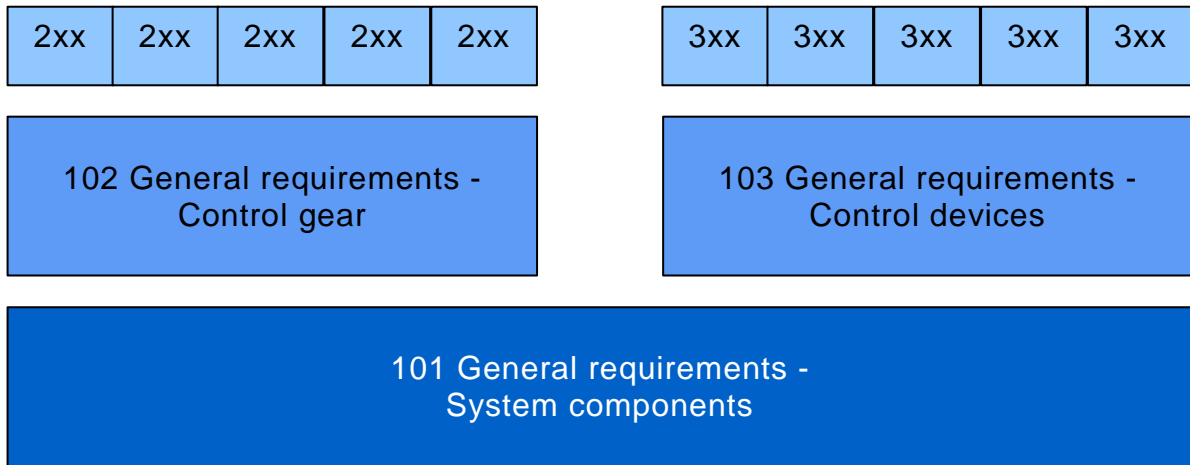 2xx 2xx 2xx 2xx 2xx 3xx 3xx 3xx 3xx 3xx
102 General requirements -
Control gear
103 General requirements -
Control devices
101 General requirements -
System components